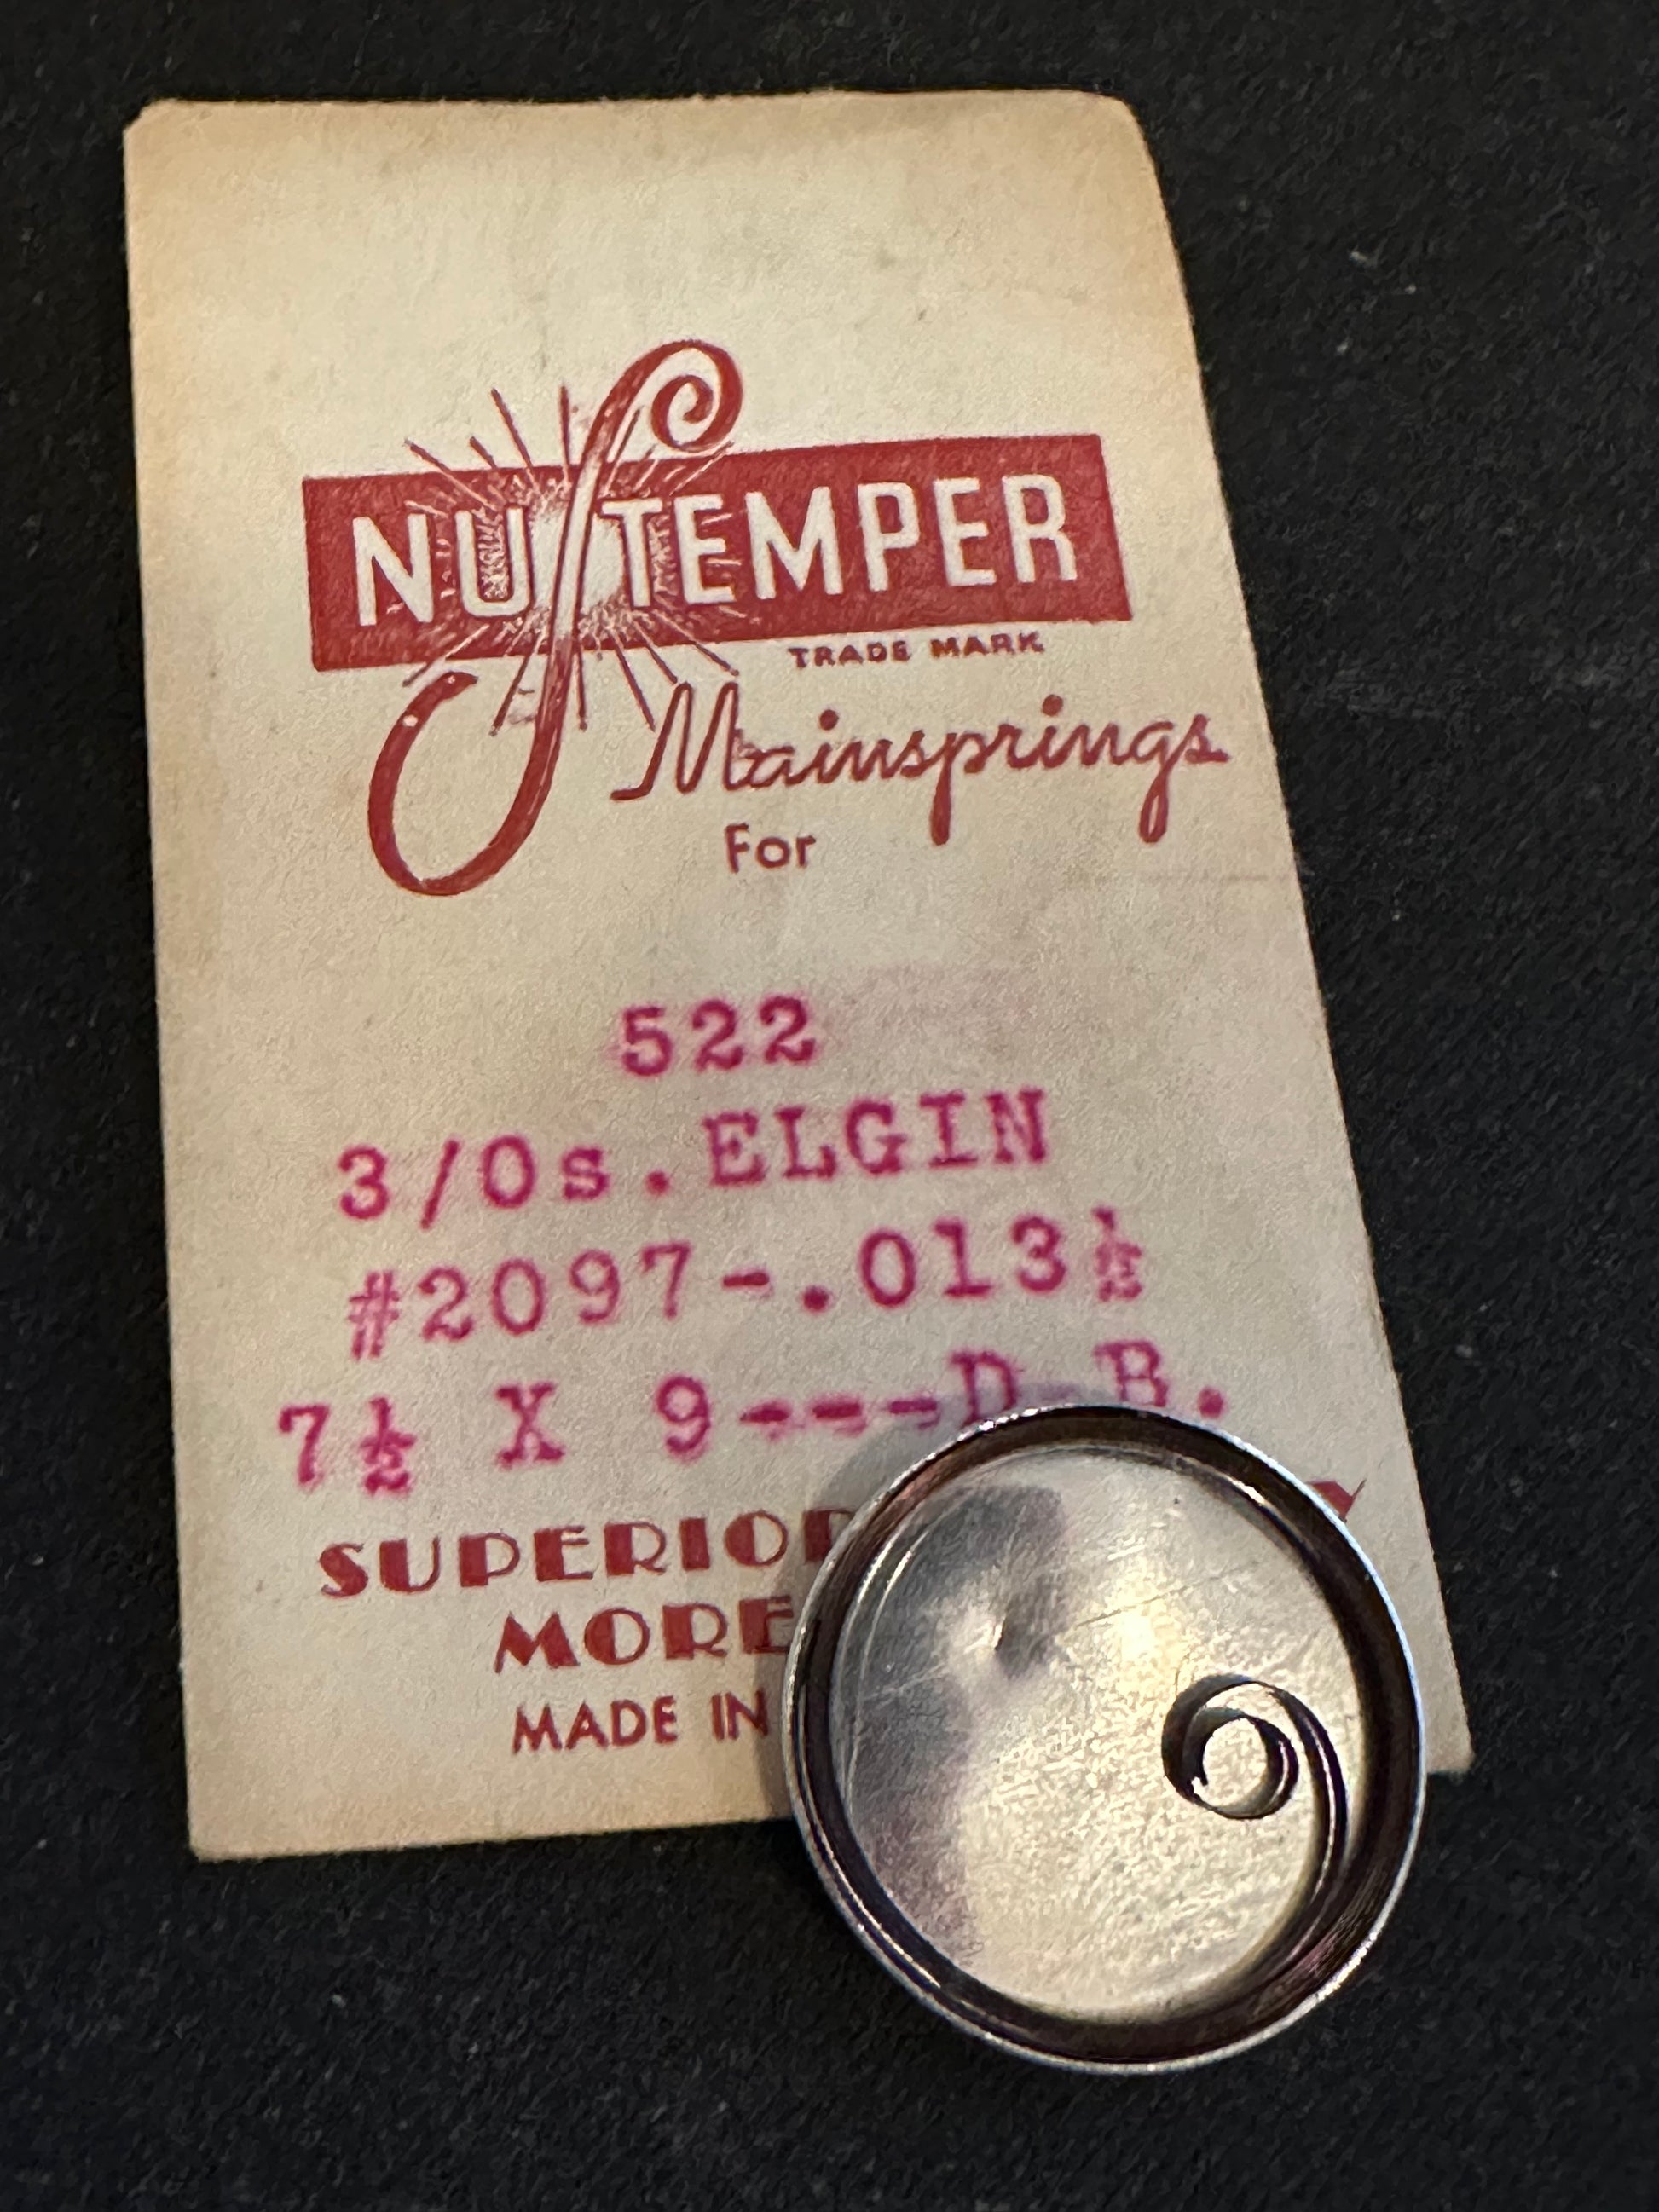 NU TEMPER
TRADE MARK
Mainsprings
For
522
3/0s.ELGIN
#2097-.013½
7½ X 9---D.B.
MORE
MADE IN